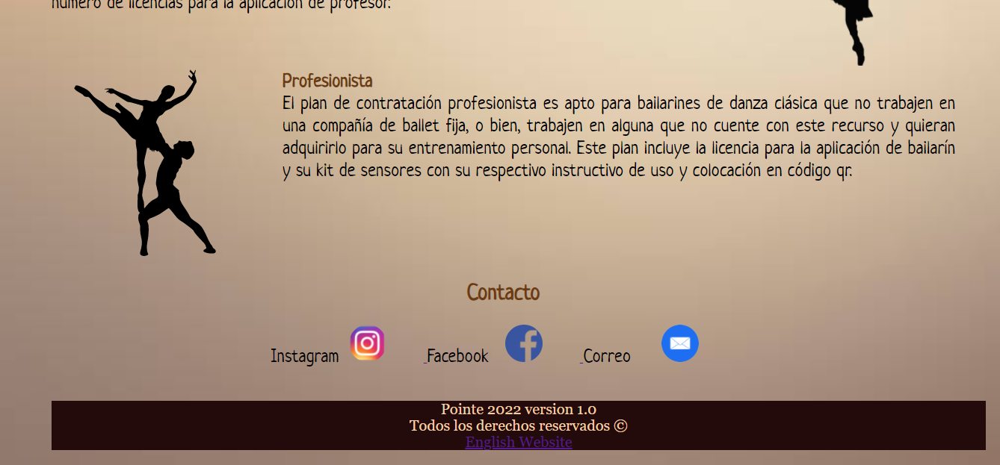 número de licencias para la aplicación de profesor.
Profesionista
El plan de contratación profesionista es apto para bailarines de danza clásica que no trabajen en
una compañía de ballet fija, o bien, trabajen en alguna que no cuente con este recurso y quieran
adquirirlo para su entrenamiento personal. Este plan incluye la licencia para la aplicación de bailarín
y su kit de sensores con su respectivo instructivo de uso y colocación en código qr.
Contacto
Instagram Facebook Correo
Pointe 2022 version 1.0
Todos los derechos reservados ©
English Website